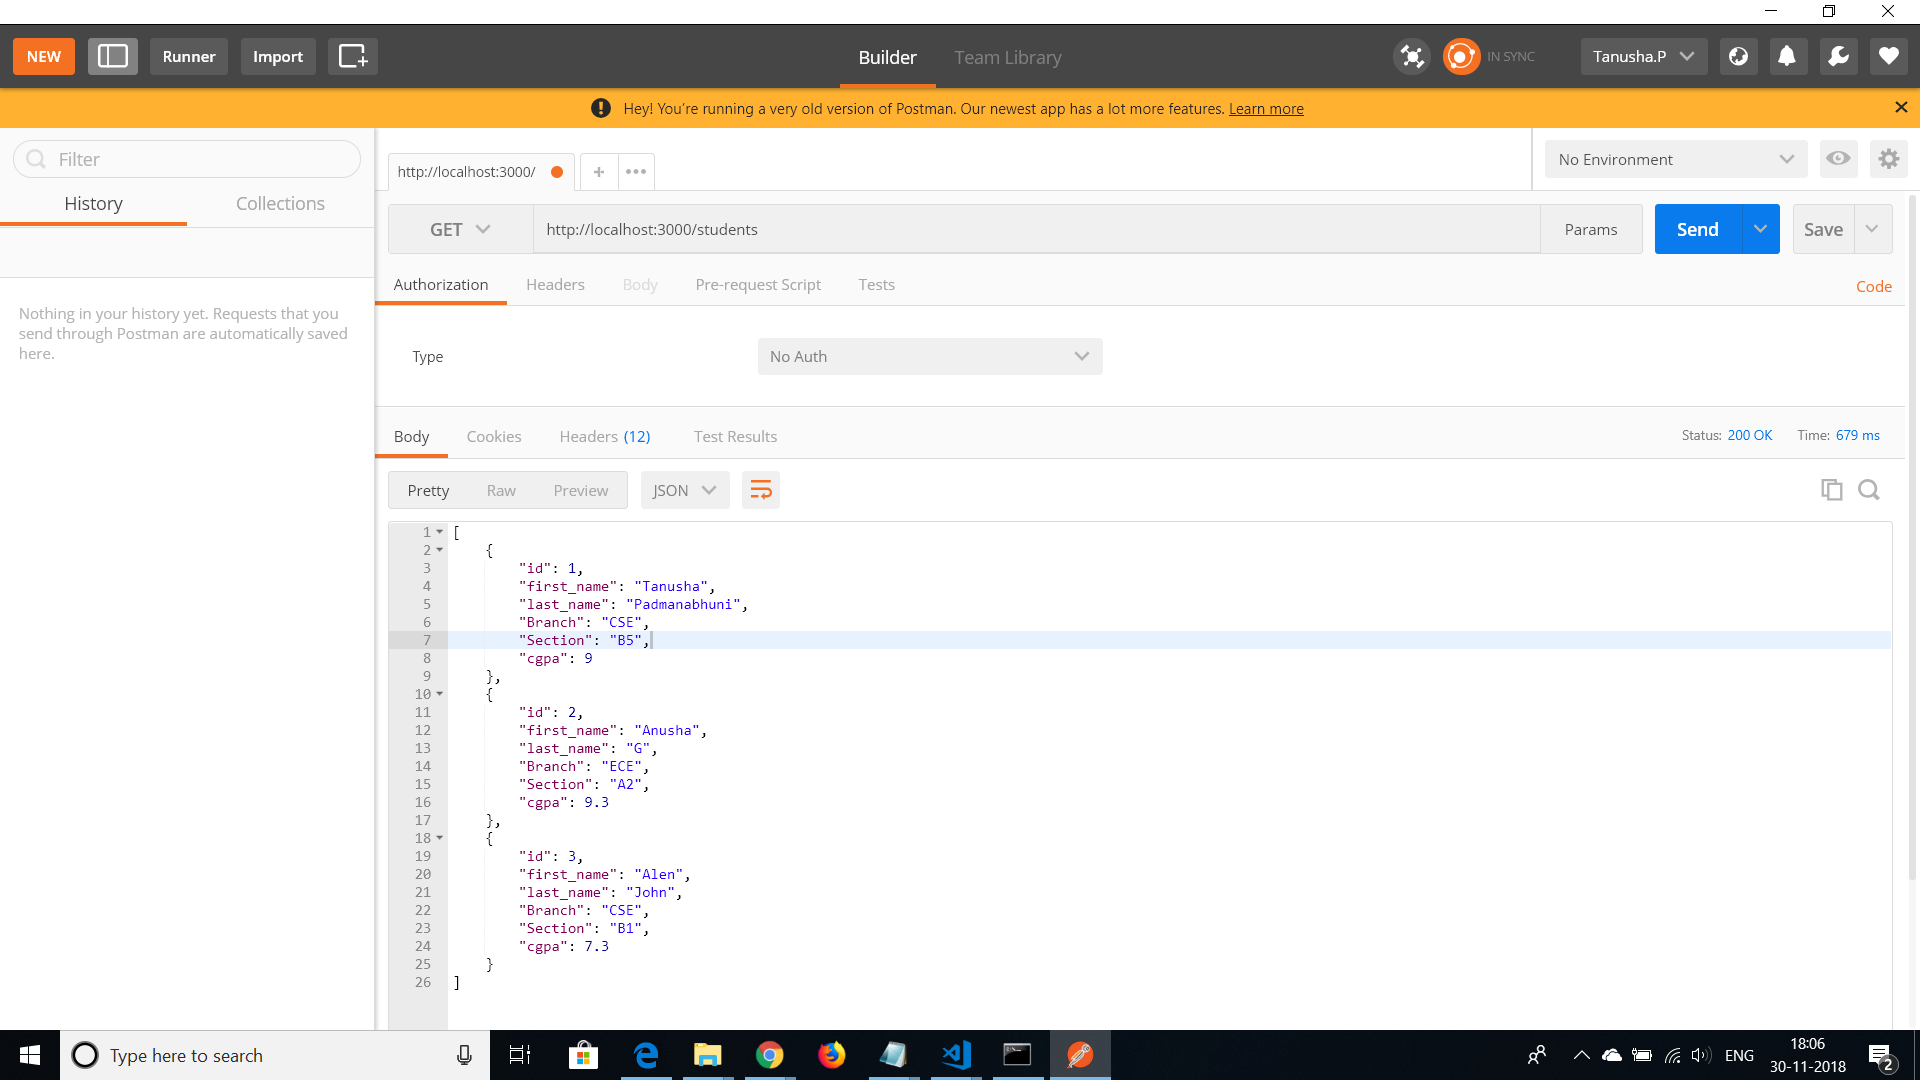 NEW
Runner
Import
Builder
Team Library
IN SYNC
Tanusha.P
Hey! You're running a very old version of Postman. Our newest app has a lot more features. Learn more
Filter
History
Collections
Nothing in your history yet. Requests that you
send through Postman are automatically saved
here.
http://localhost:3000/
No Environment
GET
http://localhost:3000/students
Params
Send
Save
Authorization
Headers
Body
Pre-request Script
Tests
Code
Type
No Auth
Body
Cookies
Headers (12)
Test Results
Status: 200 OK
Time: 679 ms
Pretty
Raw
Preview
JSON
1 [
2 {
3 "id": 1,
4 "first_name": "Tanusha",
5 "last_name": "Padmanabhuni",
6 "Branch": "CSE",
7 "Section": "B5",
8 "cgpa": 9
9 },
10 {
11 "id": 2,
12 "first_name": "Anusha",
13 "last_name": "G",
14 "Branch": "ECE",
15 "Section": "A2",
16 "cgpa": 9.3
17 },
18 {
19 "id": 3,
20 "first_name": "Alen",
21 "last_name": "John",
22 "Branch": "CSE",
23 "Section": "B1",
24 "cgpa": 7.3
25 }
26 ]
Type here to search
ENG
18:06
30-11-2018
2